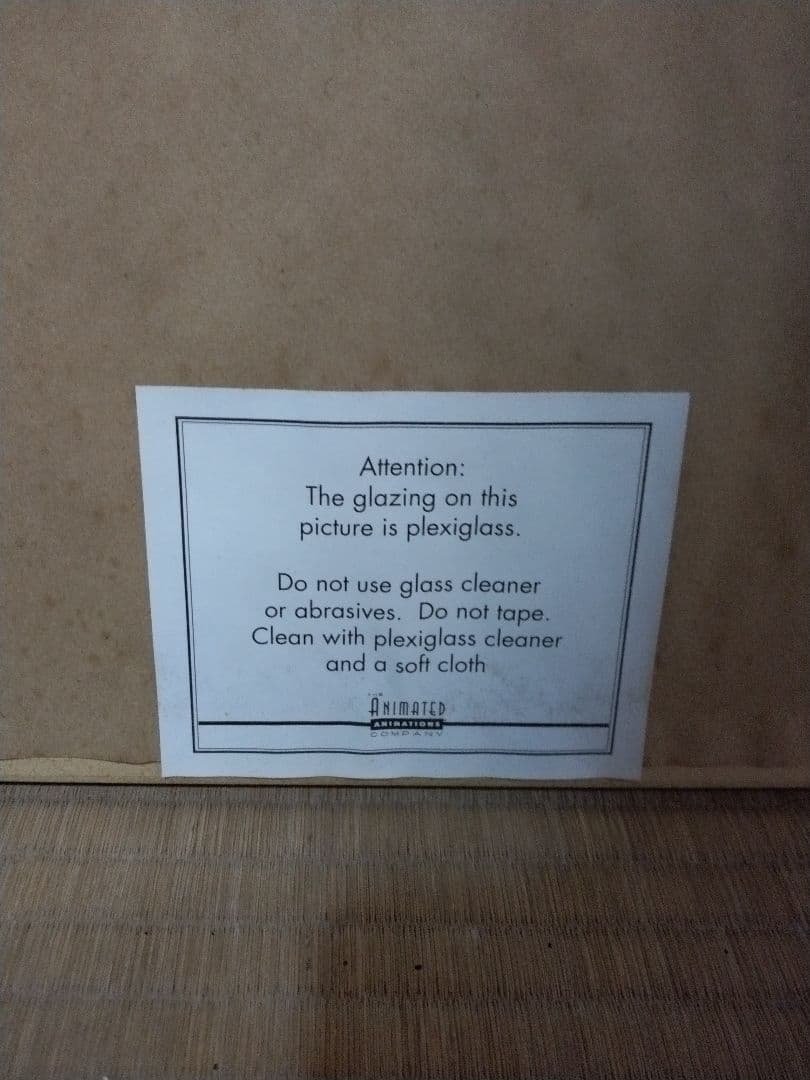 Attention:
The glazing on this
picture is plexiglass.
Do not use glass cleaner
or abrasives. Do not tape.
Clean with plexiglass cleaner
and a soft cloth
THE
ANIMATED
ANIMATIONS
COMPANY